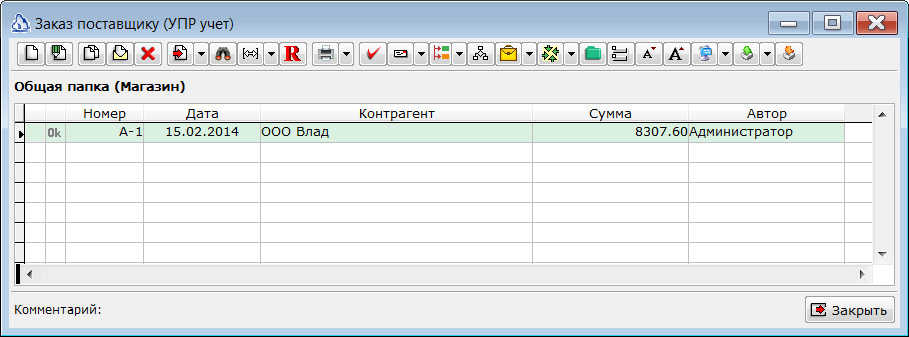 Заказ поставщику (УПР учет)
R A A
Общая папка (Магазин)
Номер Дата Контрагент Сумма Автор
Ok А-1 15.02.2014 ООО Влад 8307.60 Администратор
Комментарий: Закрыть